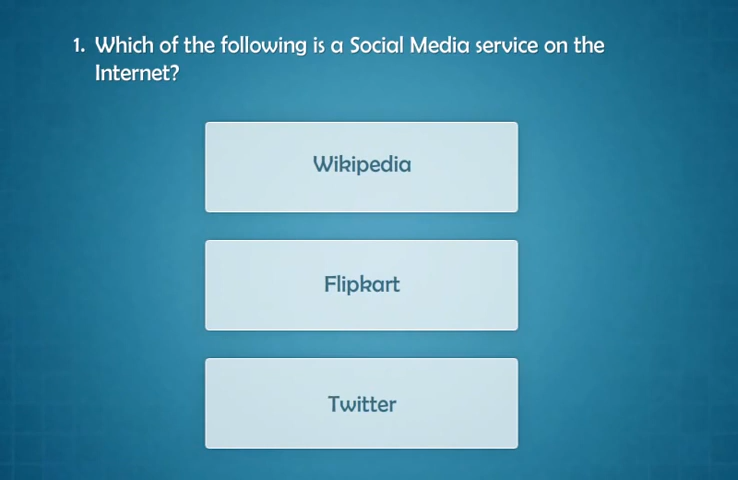 1. Which of the following is a Social Media service on the
Internet?
Wikipedia
Flipkart
Twitter